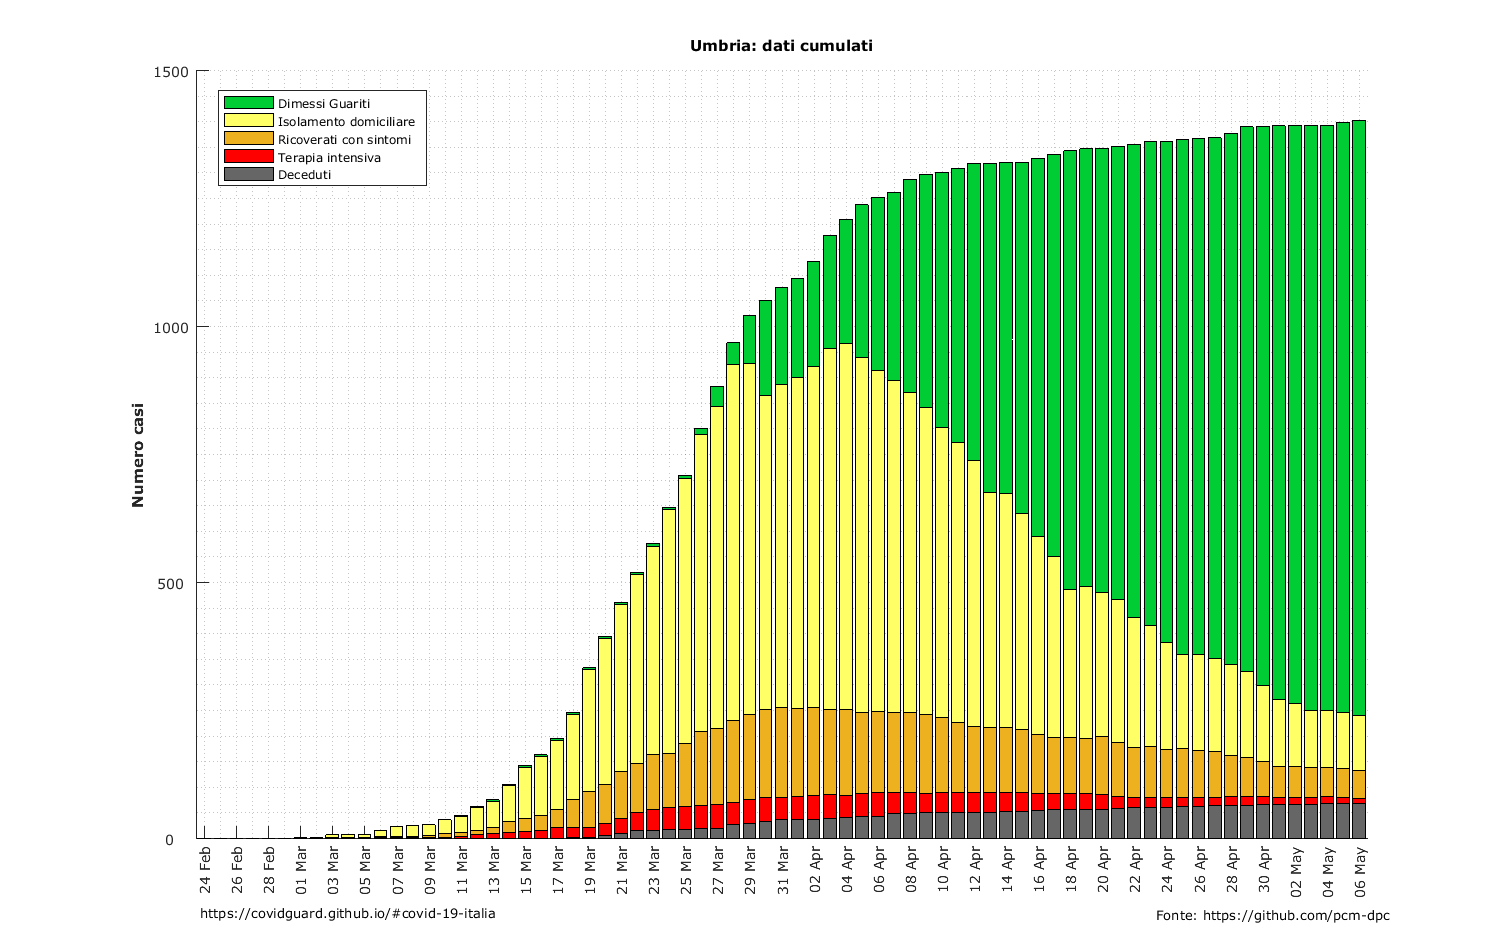 Umbria: dati cumulati
1500
1000
500
0
Numero casi
Dimessi Guariti
Isolamento domiciliare
Ricoverati con sintomi
Terapia intensiva
Deceduti
24 Feb
26 Feb
28 Feb
01 Mar
03 Mar
05 Mar
07 Mar
09 Mar
11 Mar
13 Mar
15 Mar
17 Mar
19 Mar
21 Mar
23 Mar
25 Mar
27 Mar
29 Mar
31 Mar
02 Apr
04 Apr
06 Apr
08 Apr
10 Apr
12 Apr
14 Apr
16 Apr
18 Apr
20 Apr
22 Apr
24 Apr
26 Apr
28 Apr
30 Apr
02 May
04 May
06 May
https://covidguard.github.io/#covid-19-italia
Fonte: https://github.com/pcm-dpc